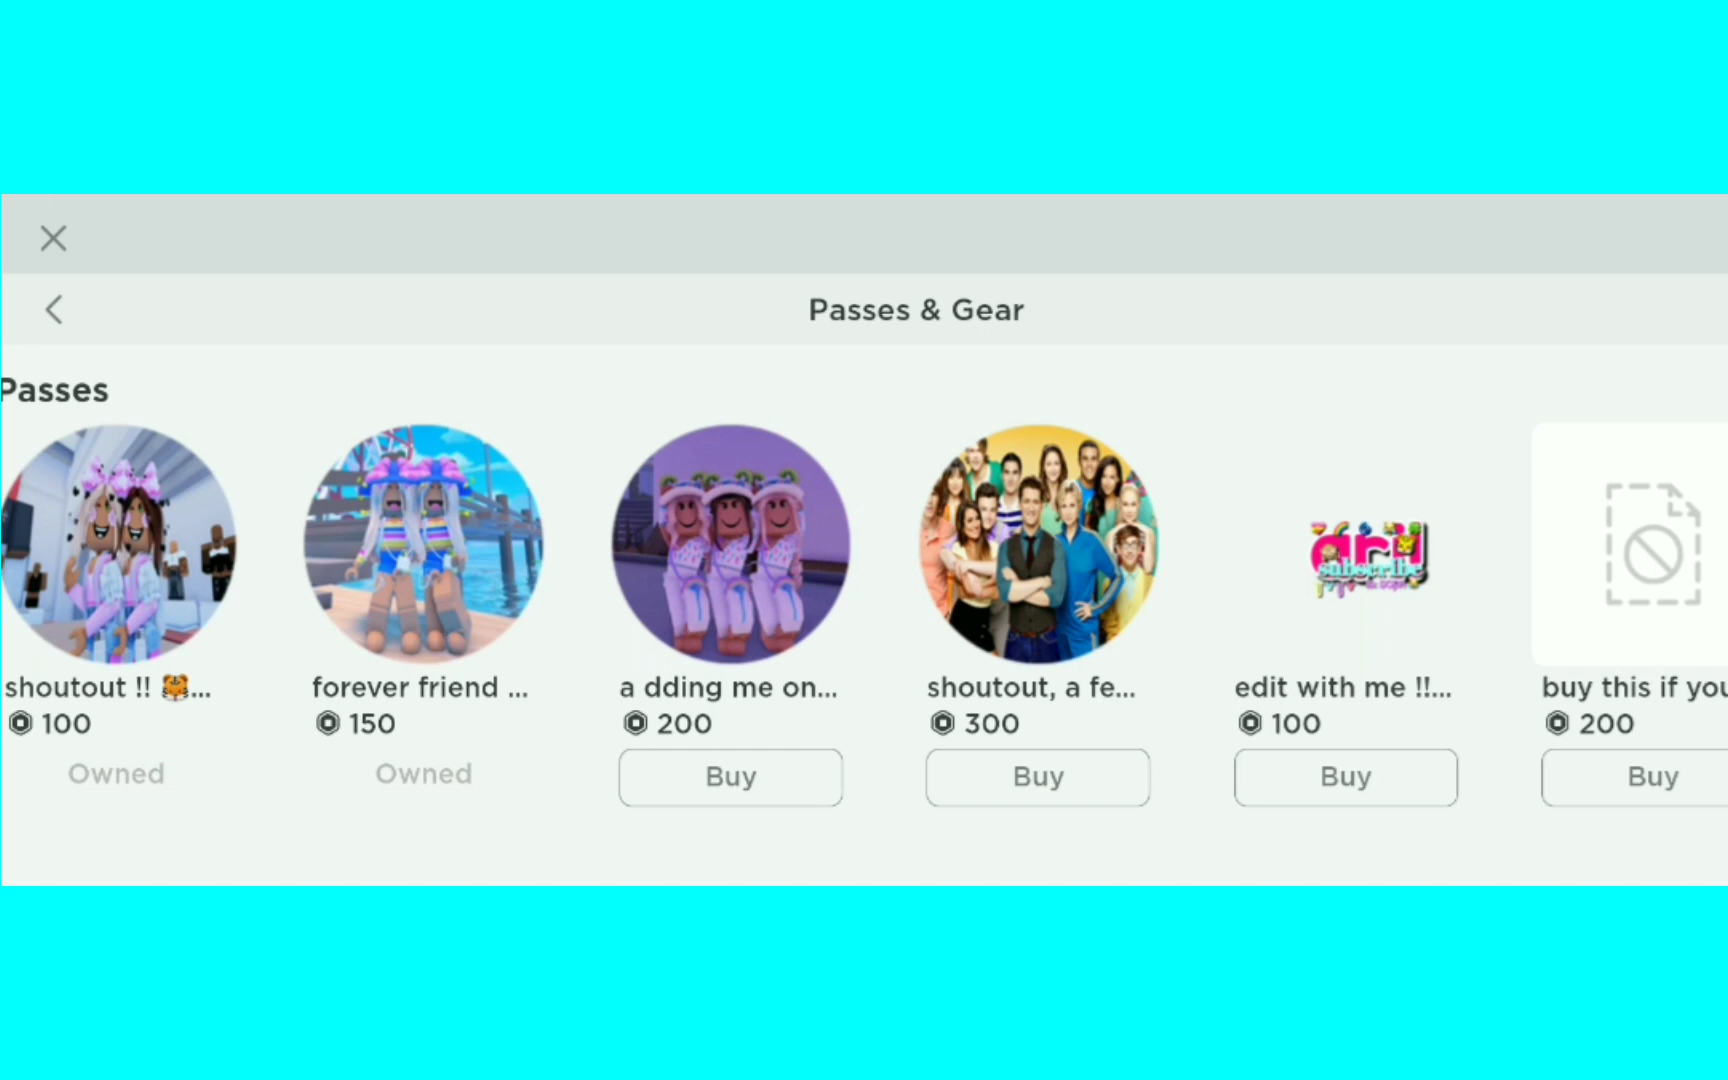 Passes & Gear
Passes
shoutout !! 🐯...
100
Owned
forever friend ...
150
Owned
a dding me on...
200
Buy
shoutout, a fe...
300
Buy
subscribe
edit with me !!...
100
Buy
buy this if you
200
Buy